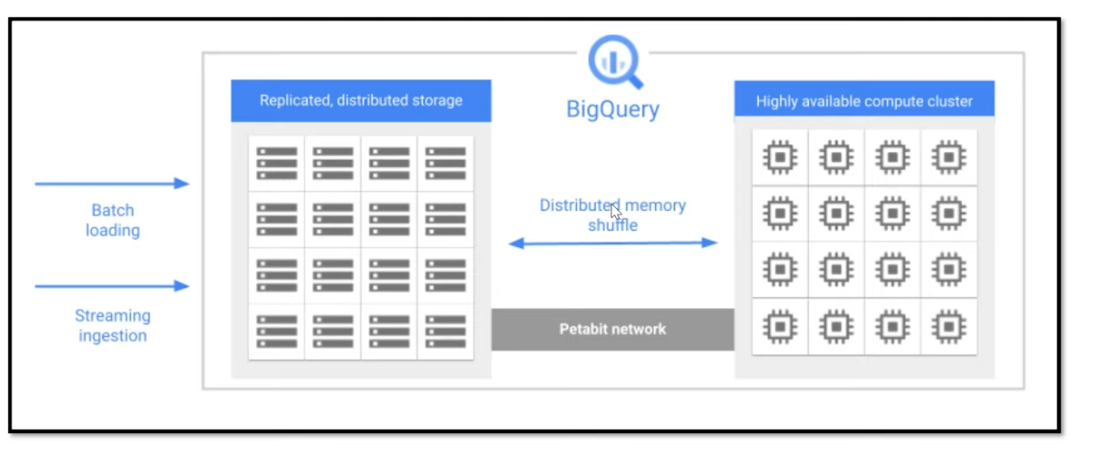 BigQuery
Replicated, distributed storage
Highly available compute cluster
Batch
loading
Streaming
ingestion
Distributed memory
shuffle
Petabit network